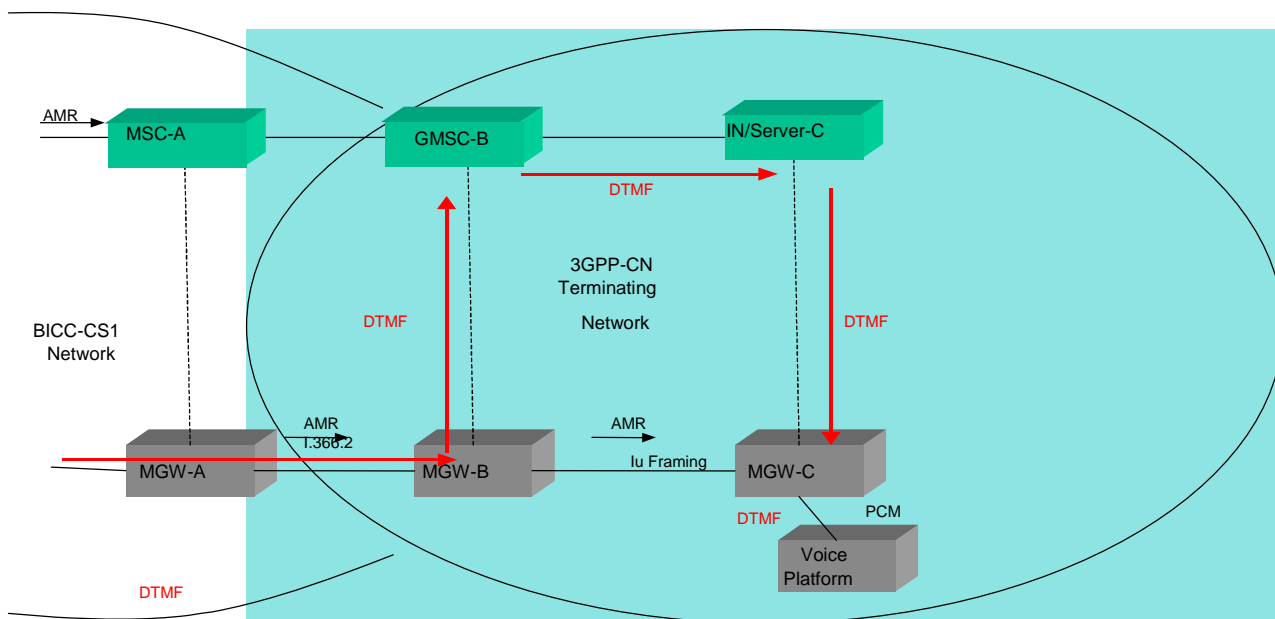 AMR
MSC-A
GMSC-B
IN/Server-C
DTMF
3GPP-CN
Terminating
Network
BICC-CS1
Network
DTMF
DTMF
AMR
I.366.2
AMR
MGW-A
MGW-B
Iu Framing
MGW-C
DTMF
PCM
Voice
Platform
DTMF